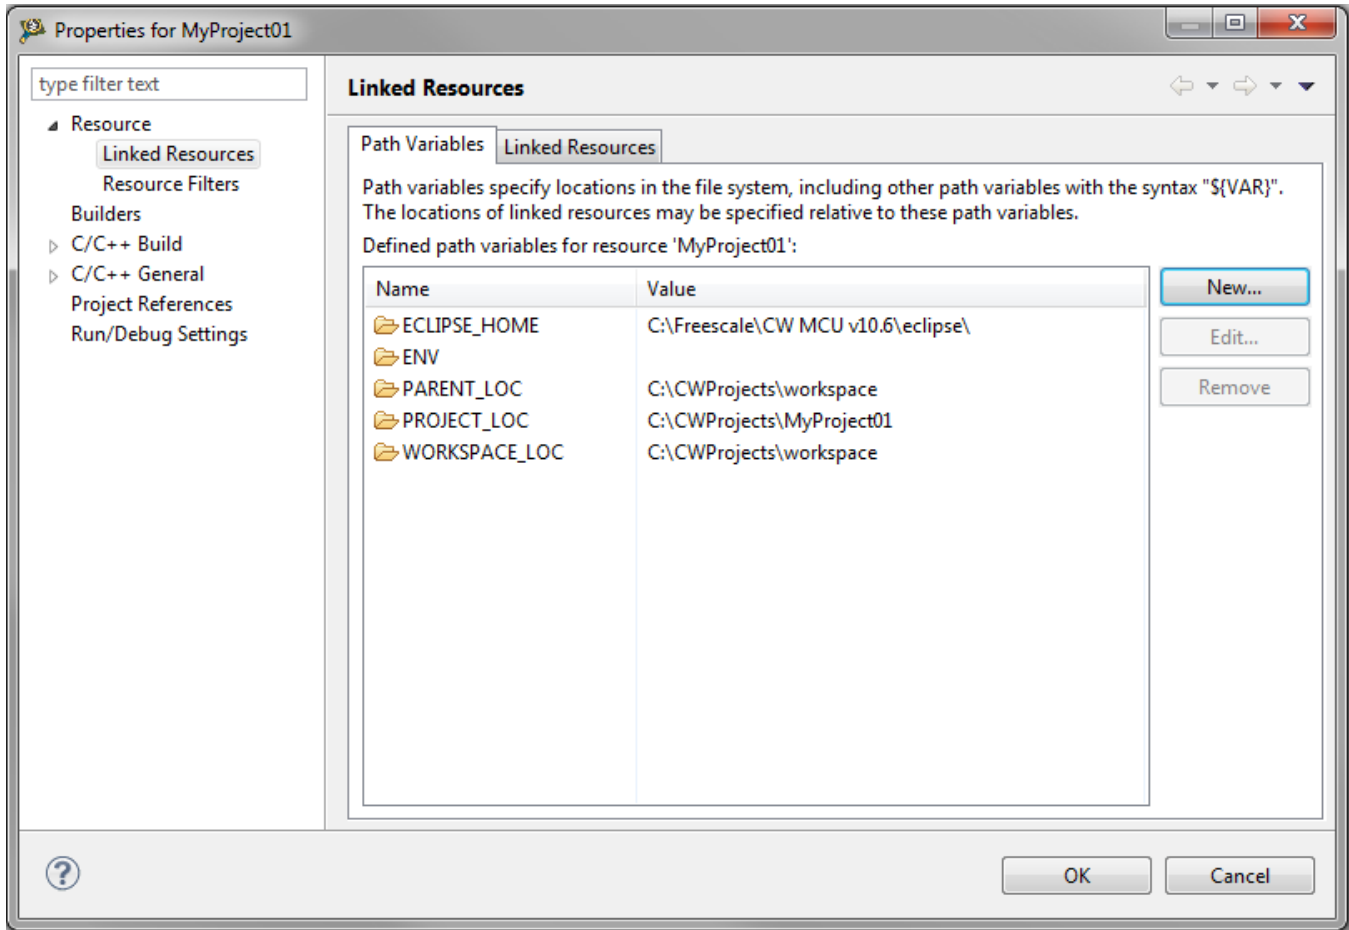 Properties for MyProject01
type filter text
Resource
Linked Resources
Resource Filters
Builders
C/C++ Build
C/C++ General
Project References
Run/Debug Settings
Linked Resources
Path Variables
Linked Resources
Path variables specify locations in the file system, including other path variables with the syntax "${VAR}".
The locations of linked resources may be specified relative to these path variables.
Defined path variables for resource 'MyProject01':
Name Value
ECLIPSE_HOME C:\Freescale\CW MCU v10.6\eclipse\
ENV
PARENT_LOC C:\CWProjects\workspace
PROJECT_LOC C:\CWProjects\MyProject01
WORKSPACE_LOC C:\CWProjects\workspace
New...
Edit...
Remove
?
OK
Cancel